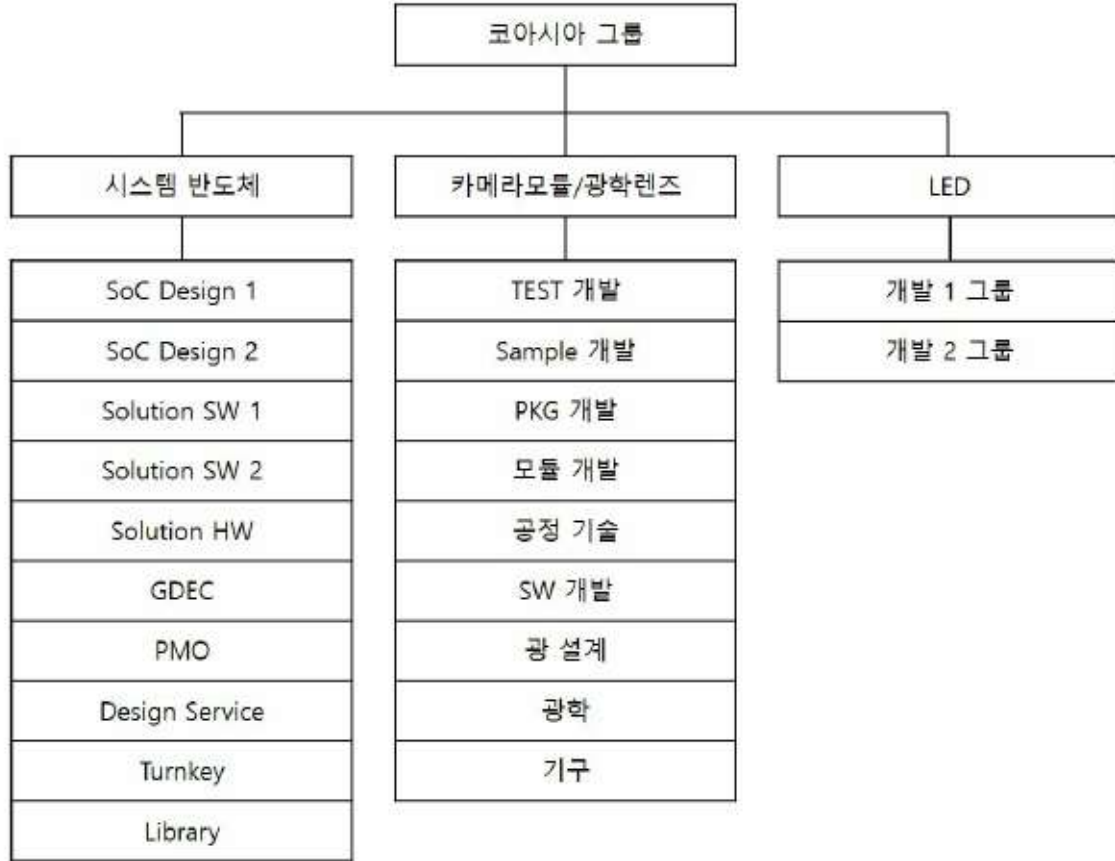 코아시아 그룹
시스템 반도체
카메라모듈/광학렌즈
LED
SoC Design 1
SoC Design 2
Solution SW 1
Solution SW 2
Solution HW
GDEC
PMO
Design Service
Turnkey
Library
TEST 개발
Sample 개발
PKG 개발
모듈 개발
공정 기술
SW 개발
광 설계
광학
기구
개발 1 그룹
개발 2 그룹